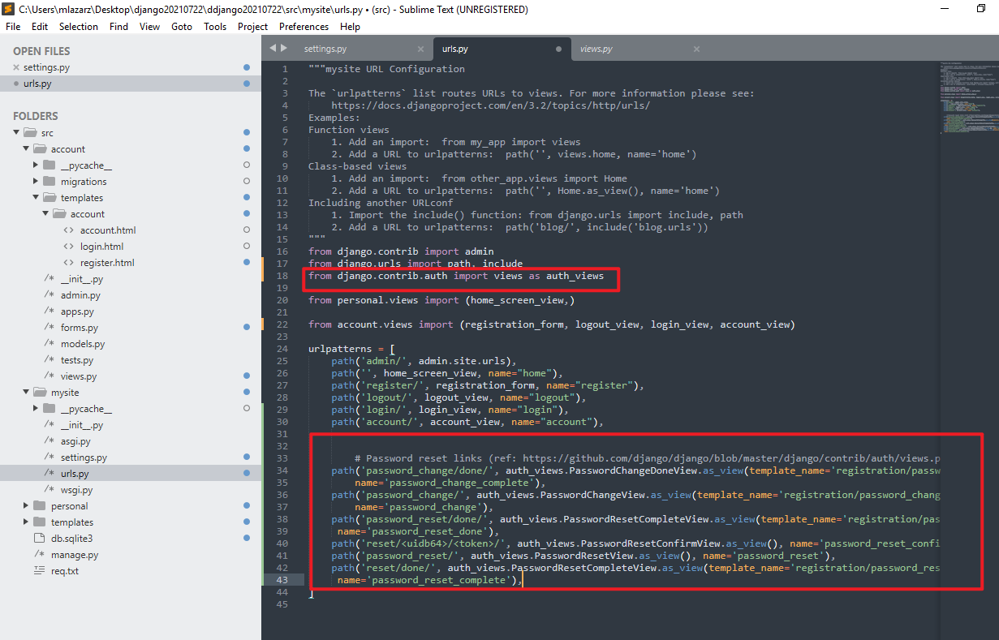 C:\Users\mlazarz\Desktop\django20210722\ddjango20210722\src\mysite\urls.py • (src) - Sublime Text (UNREGISTERED)
File Edit Selection Find View Goto Tools Project Preferences Help
OPEN FILES
settings.py
urls.py
FOLDERS
src
account
__pycache__
migrations
templates
account
account.html
login.html
register.html
__init__.py
admin.py
apps.py
forms.py
models.py
tests.py
views.py
mysite
__pycache__
__init__.py
asgi.py
settings.py
urls.py
wsgi.py
personal
templates
db.sqlite3
manage.py
req.txt
settings.py urls.py views.py
1 """mysite URL Configuration
2
3 The `urlpatterns` list routes URLs to views. For more information please see:
4     https://docs.djangoproject.com/en/3.2/topics/http/urls/
5 Examples:
6 Function views
7     1. Add an import:  from my_app import views
8     2. Add a URL to urlpatterns:  path('', views.home, name='home')
9 Class-based views
10     1. Add an import:  from other_app.views import Home
11     2. Add a URL to urlpatterns:  path('', Home.as_view(), name='home')
12 Including another URLconf
13     1. Import the include() function: from django.urls import include, path
14     2. Add a URL to urlpatterns:  path('blog/', include('blog.urls'))
15 """
16 from django.contrib import admin
17 from django.urls import path, include
18 from django.contrib.auth import views as auth_views
19
20 from personal.views import (home_screen_view,)
21
22 from account.views import (registration_form, logout_view, login_view, account_view)
23
24 urlpatterns = [
25     path('admin/', admin.site.urls),
26     path('', home_screen_view, name="home"),
27     path('register/', registration_form, name="register"),
28     path('logout/', logout_view, name="logout"),
29     path('login/', login_view, name="login"),
30     path('account/', account_view, name="account"),
31
32
33         # Password reset links (ref: https://github.com/django/django/blob/master/django/contrib/auth/views.p
34     path('password_change/done/', auth_views.PasswordChangeDoneView.as_view(template_name='registration/passw
35         name='password_change_complete'),
36     path('password_change/', auth_views.PasswordChangeView.as_view(template_name='registration/password_chang
37         name='password_change'),
38     path('password_reset/done/', auth_views.PasswordResetCompleteView.as_view(template_name='registration/pas
39      name='password_reset_done'),
40     path('reset/<uidb64>/<token>/', auth_views.PasswordResetConfirmView.as_view(), name='password_reset_confi
41     path('password_reset/', auth_views.PasswordResetView.as_view(), name='password_reset'),
42     path('reset/done/', auth_views.PasswordResetCompleteView.as_view(template_name='registration/password_res
43      name='password_reset_complete'),
44 ]
45